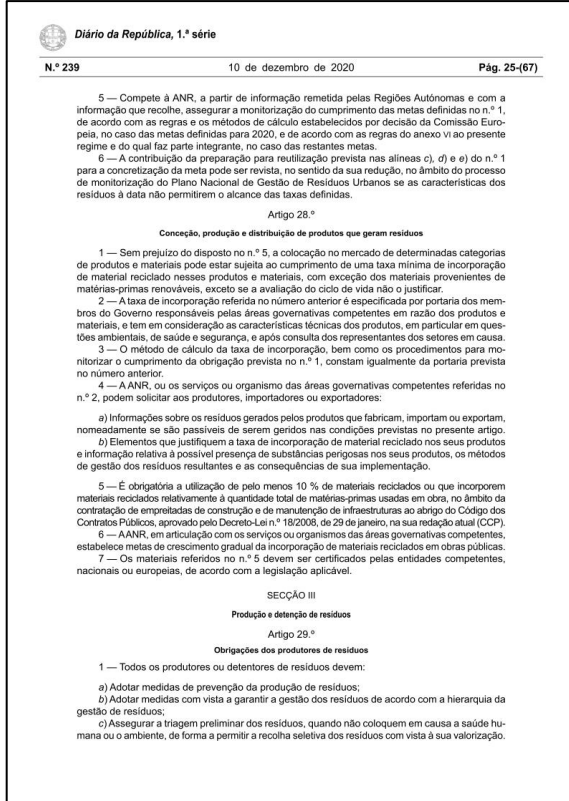 Diário da República, 1.ª série
N.º 239 10 de dezembro de 2020 Pág. 25-(67)
5 — Compete à ANR, a partir de informação remetida pelas Regiões Autónomas e com a
informação que recolhe, assegurar a monitorização do cumprimento das metas definidas no n.º 1,
de acordo com as regras e os métodos de cálculo estabelecidos por decisão da Comissão Euro-
peia, no caso das metas definidas para 2020, e de acordo com as regras do anexo VI ao presente
regime e do qual faz parte integrante, no caso das restantes metas.
6 — A contribuição da preparação para reutilização prevista nas alíneas c), d) e e) do n.º 1
para a concretização da meta pode ser revista, no sentido da sua redução, no âmbito do processo
de monitorização do Plano Nacional de Gestão de Resíduos Urbanos se as características dos
resíduos à data não permitirem o alcance das taxas definidas.
Artigo 28.º
Conceção, produção e distribuição de produtos que geram resíduos
1 — Sem prejuízo do disposto no n.º 5, a colocação no mercado de determinadas categorias
de produtos e materiais pode estar sujeita ao cumprimento de uma taxa mínima de incorporação
de material reciclado nesses produtos e materiais, com exceção dos materiais provenientes de
matérias-primas renováveis, exceto se a avaliação do ciclo de vida não o justificar.
2 — A taxa de incorporação referida no número anterior é especificada por portaria dos mem-
bros do Governo responsáveis pelas áreas governativas competentes em razão dos produtos e
materiais, e tem em consideração as características técnicas dos produtos, em particular em ques-
tões ambientais, de saúde e segurança, e após consulta dos representantes dos setores em causa.
3 — O método de cálculo da taxa de incorporação, bem como os procedimentos para mo-
nitorizar o cumprimento da obrigação prevista no n.º 1, constam igualmente da portaria prevista
no número anterior.
4 — A ANR, ou os serviços ou organismo das áreas governativas competentes referidas no
n.º 2, podem solicitar aos produtores, importadores ou exportadores:
a) Informações sobre os resíduos gerados pelos produtos que fabricam, importam ou exportam,
nomeadamente se são passíveis de serem geridos nas condições previstas no presente artigo.
b) Elementos que justifiquem a taxa de incorporação de material reciclado nos seus produtos
e informação relativa à possível presença de substâncias perigosas nos seus produtos, os métodos
de gestão dos resíduos resultantes e as consequências de sua implementação.
5 — É obrigatória a utilização de pelo menos 10 % de materiais reciclados ou que incorporem
materiais reciclados relativamente à quantidade total de matérias-primas usadas em obra, no âmbito da
contratação de empreitadas de construção e de manutenção de infraestruturas ao abrigo do Código dos
Contratos Públicos, aprovado pelo Decreto-Lei n.º 18/2008, de 29 de janeiro, na sua redação atual (CCP).
6 — A ANR, em articulação com os serviços ou organismos das áreas governativas competentes,
estabelece metas de crescimento gradual da incorporação de materiais reciclados em obras públicas.
7 — Os materiais referidos no n.º 5 devem ser certificados pelas entidades competentes,
nacionais ou europeias, de acordo com a legislação aplicável.
SECÇÃO III
Produção e detenção de resíduos
Artigo 29.º
Obrigações dos produtores de resíduos
1 — Todos os produtores ou detentores de resíduos devem:
a) Adotar medidas de prevenção da produção de resíduos;
b) Adotar medidas com vista a garantir a gestão dos resíduos de acordo com a hierarquia da
gestão de resíduos;
c) Assegurar a triagem preliminar dos resíduos, quando não coloquem em causa a saúde hu-
mana ou o ambiente, de forma a permitir a recolha seletiva dos resíduos com vista à sua valorização.